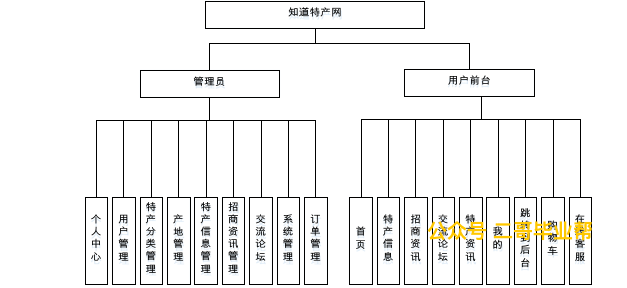 知道特产网
管理员
用户前台
个人中心
用户管理
特产分类管理
产地管理
特产信息管理
招商资讯管理
交流论坛
系统管理
订单管理
首页
特产信息
招商资讯
交流论坛
特产资讯
我的
跳转到后台
购物车
在线客服
公众号 二哥毕业帮